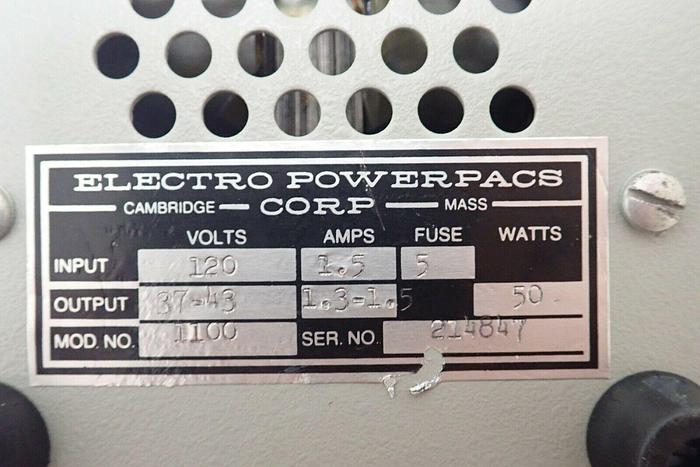 ELECTRO POWERPACS
CAMBRIDGE CORP MASS
VOLTS AMPS FUSE WATTS
INPUT 120 1.5 5
OUTPUT 37-43 1.3-1.5 50
MOD. NO. 1100 SER. NO. 214847